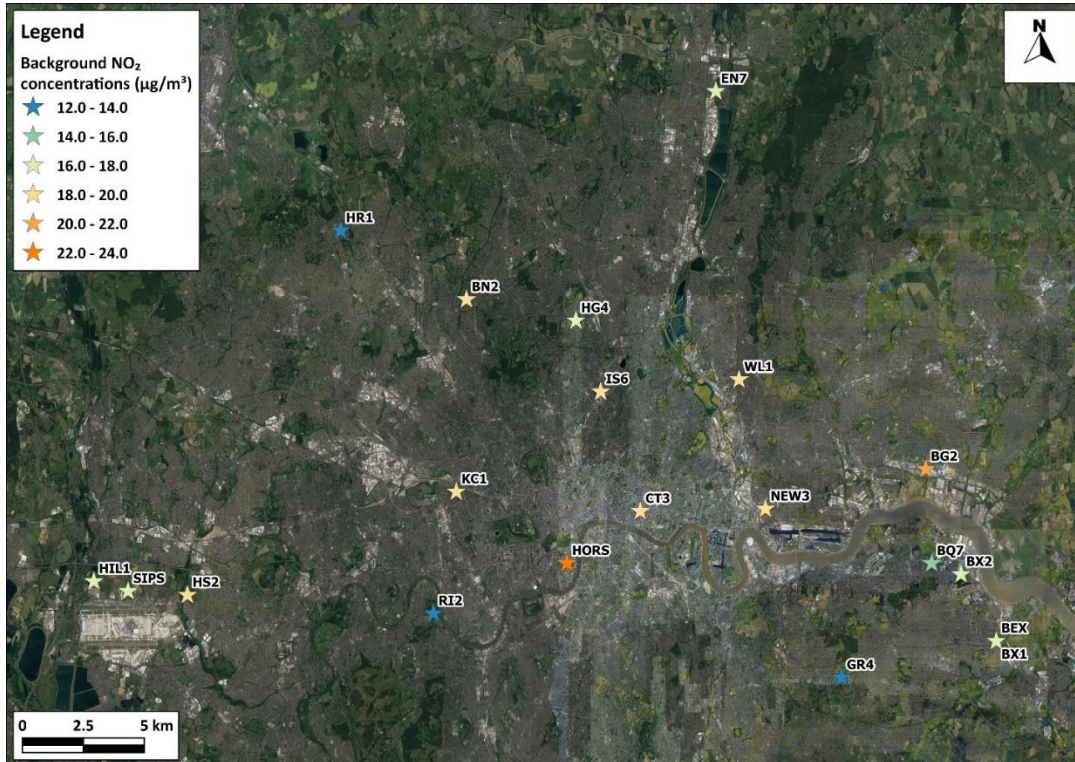 Legend
Background NO₂
concentrations (µg/m³)
12.0 - 14.0
14.0 - 16.0
16.0 - 18.0
18.0 - 20.0
20.0 - 22.0
22.0 - 24.0
N
EN7
HR1
BN2
HG4
WL1
IS6
BG2
KC1
CT3
NEW3
HORS
BQ7
BX2
HIL1
SIPS
HS2
RI2
BEX
BX1
GR4
0 2.5 5 km